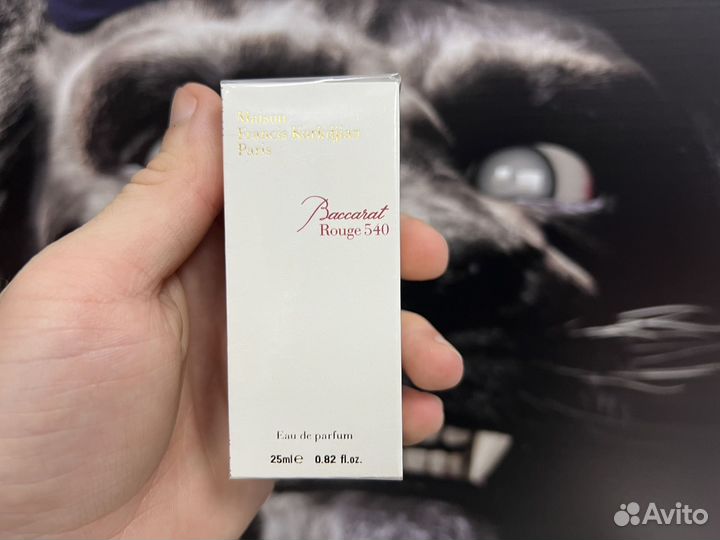 Maison
Francis Kurkdjian
Paris
Baccarat
Rouge 540
Eau de parfum
25ml℮ 0.82 fl.oz.
Avito